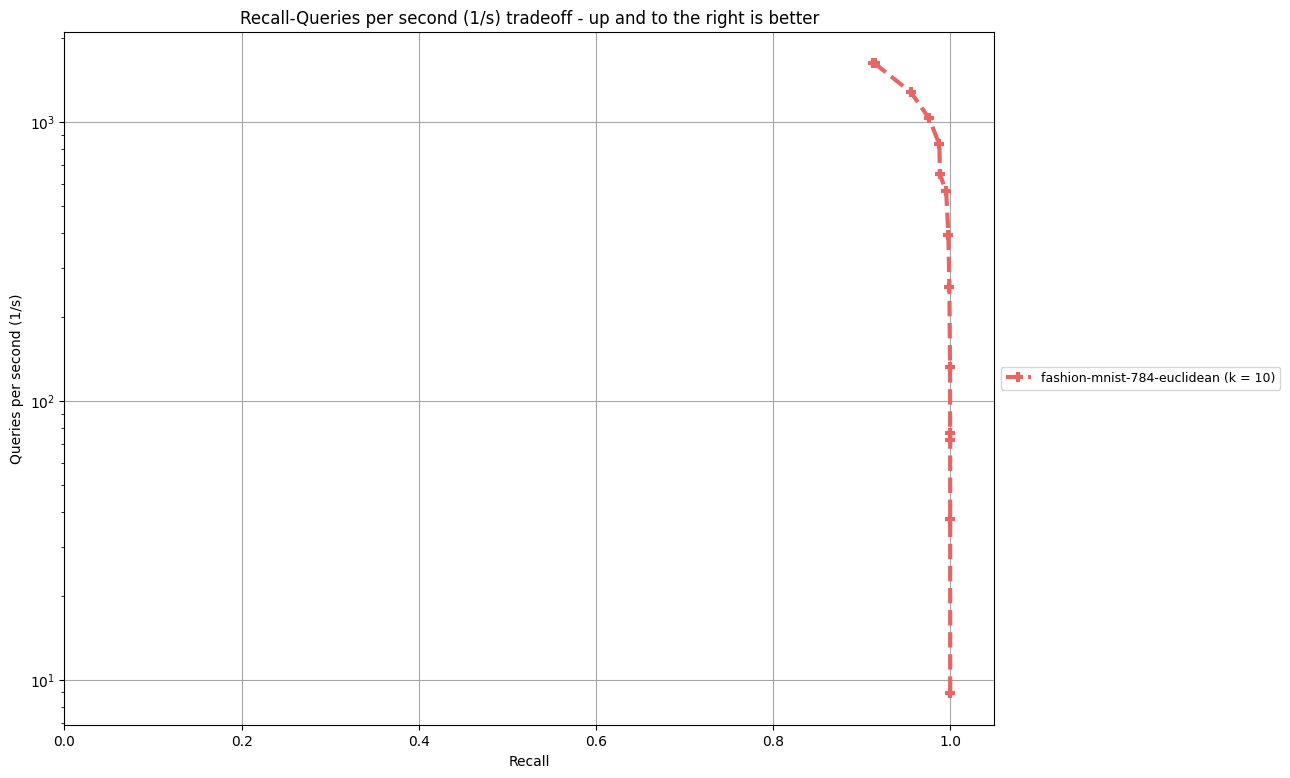 Recall-Queries per second (1/s) tradeoff - up and to the right is better
Queries per second (1/s)
10³
10²
10¹
0.0 0.2 0.4 0.6 0.8 1.0
Recall
fashion-mnist-784-euclidean (k = 10)